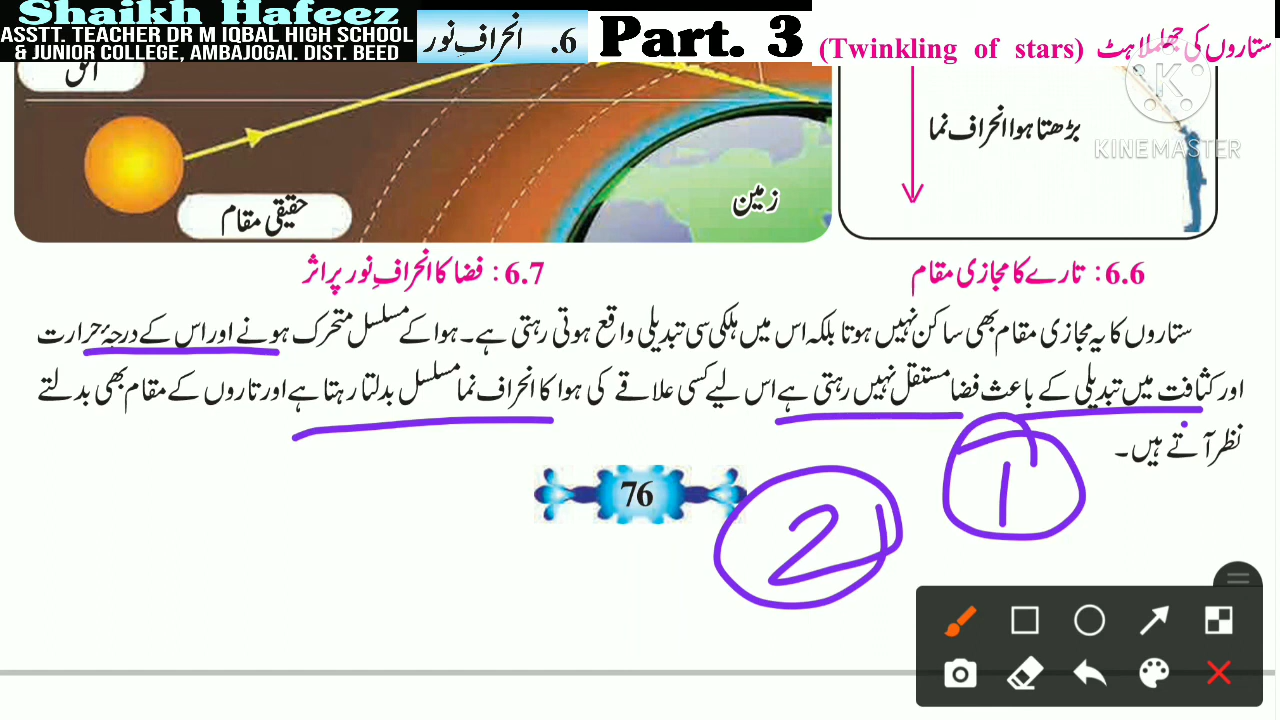 Shaikh Hafeez
ASSTT. TEACHER DR M IQBAL HIGH SCHOOL
& JUNIOR COLLEGE, AMBAJOGAI. DIST. BEED
6. انحرافِ نور
Part. 3
ستاروں کی جھلملاہٹ (Twinkling of stars)
افق
بڑھتا ہوا انحراف نما
KINEMASTER
حقیقی مقام
زمین
6.6 : تارے کا مجازی مقام
6.7 : فضا کا انحرافِ نور پر اثر
ستاروں کا یہ مجازی مقام بھی ساکن نہیں ہوتا بلکہ اس میں ہلکی سی تبدیلی واقع ہوتی رہتی ہے۔ ہوا کے مسلسل متحرک ہونے اور اس کے درجۂ حرارت
اور کثافت میں تبدیلی کے باعث فضا مستقل نہیں رہتی ہے اس لیے کسی علاقے کی ہوا کا انحراف نما مسلسل بدلتا رہتا ہے اور تاروں کے مقام بھی بدلتے
نظر آتے ہیں۔
1
2
76